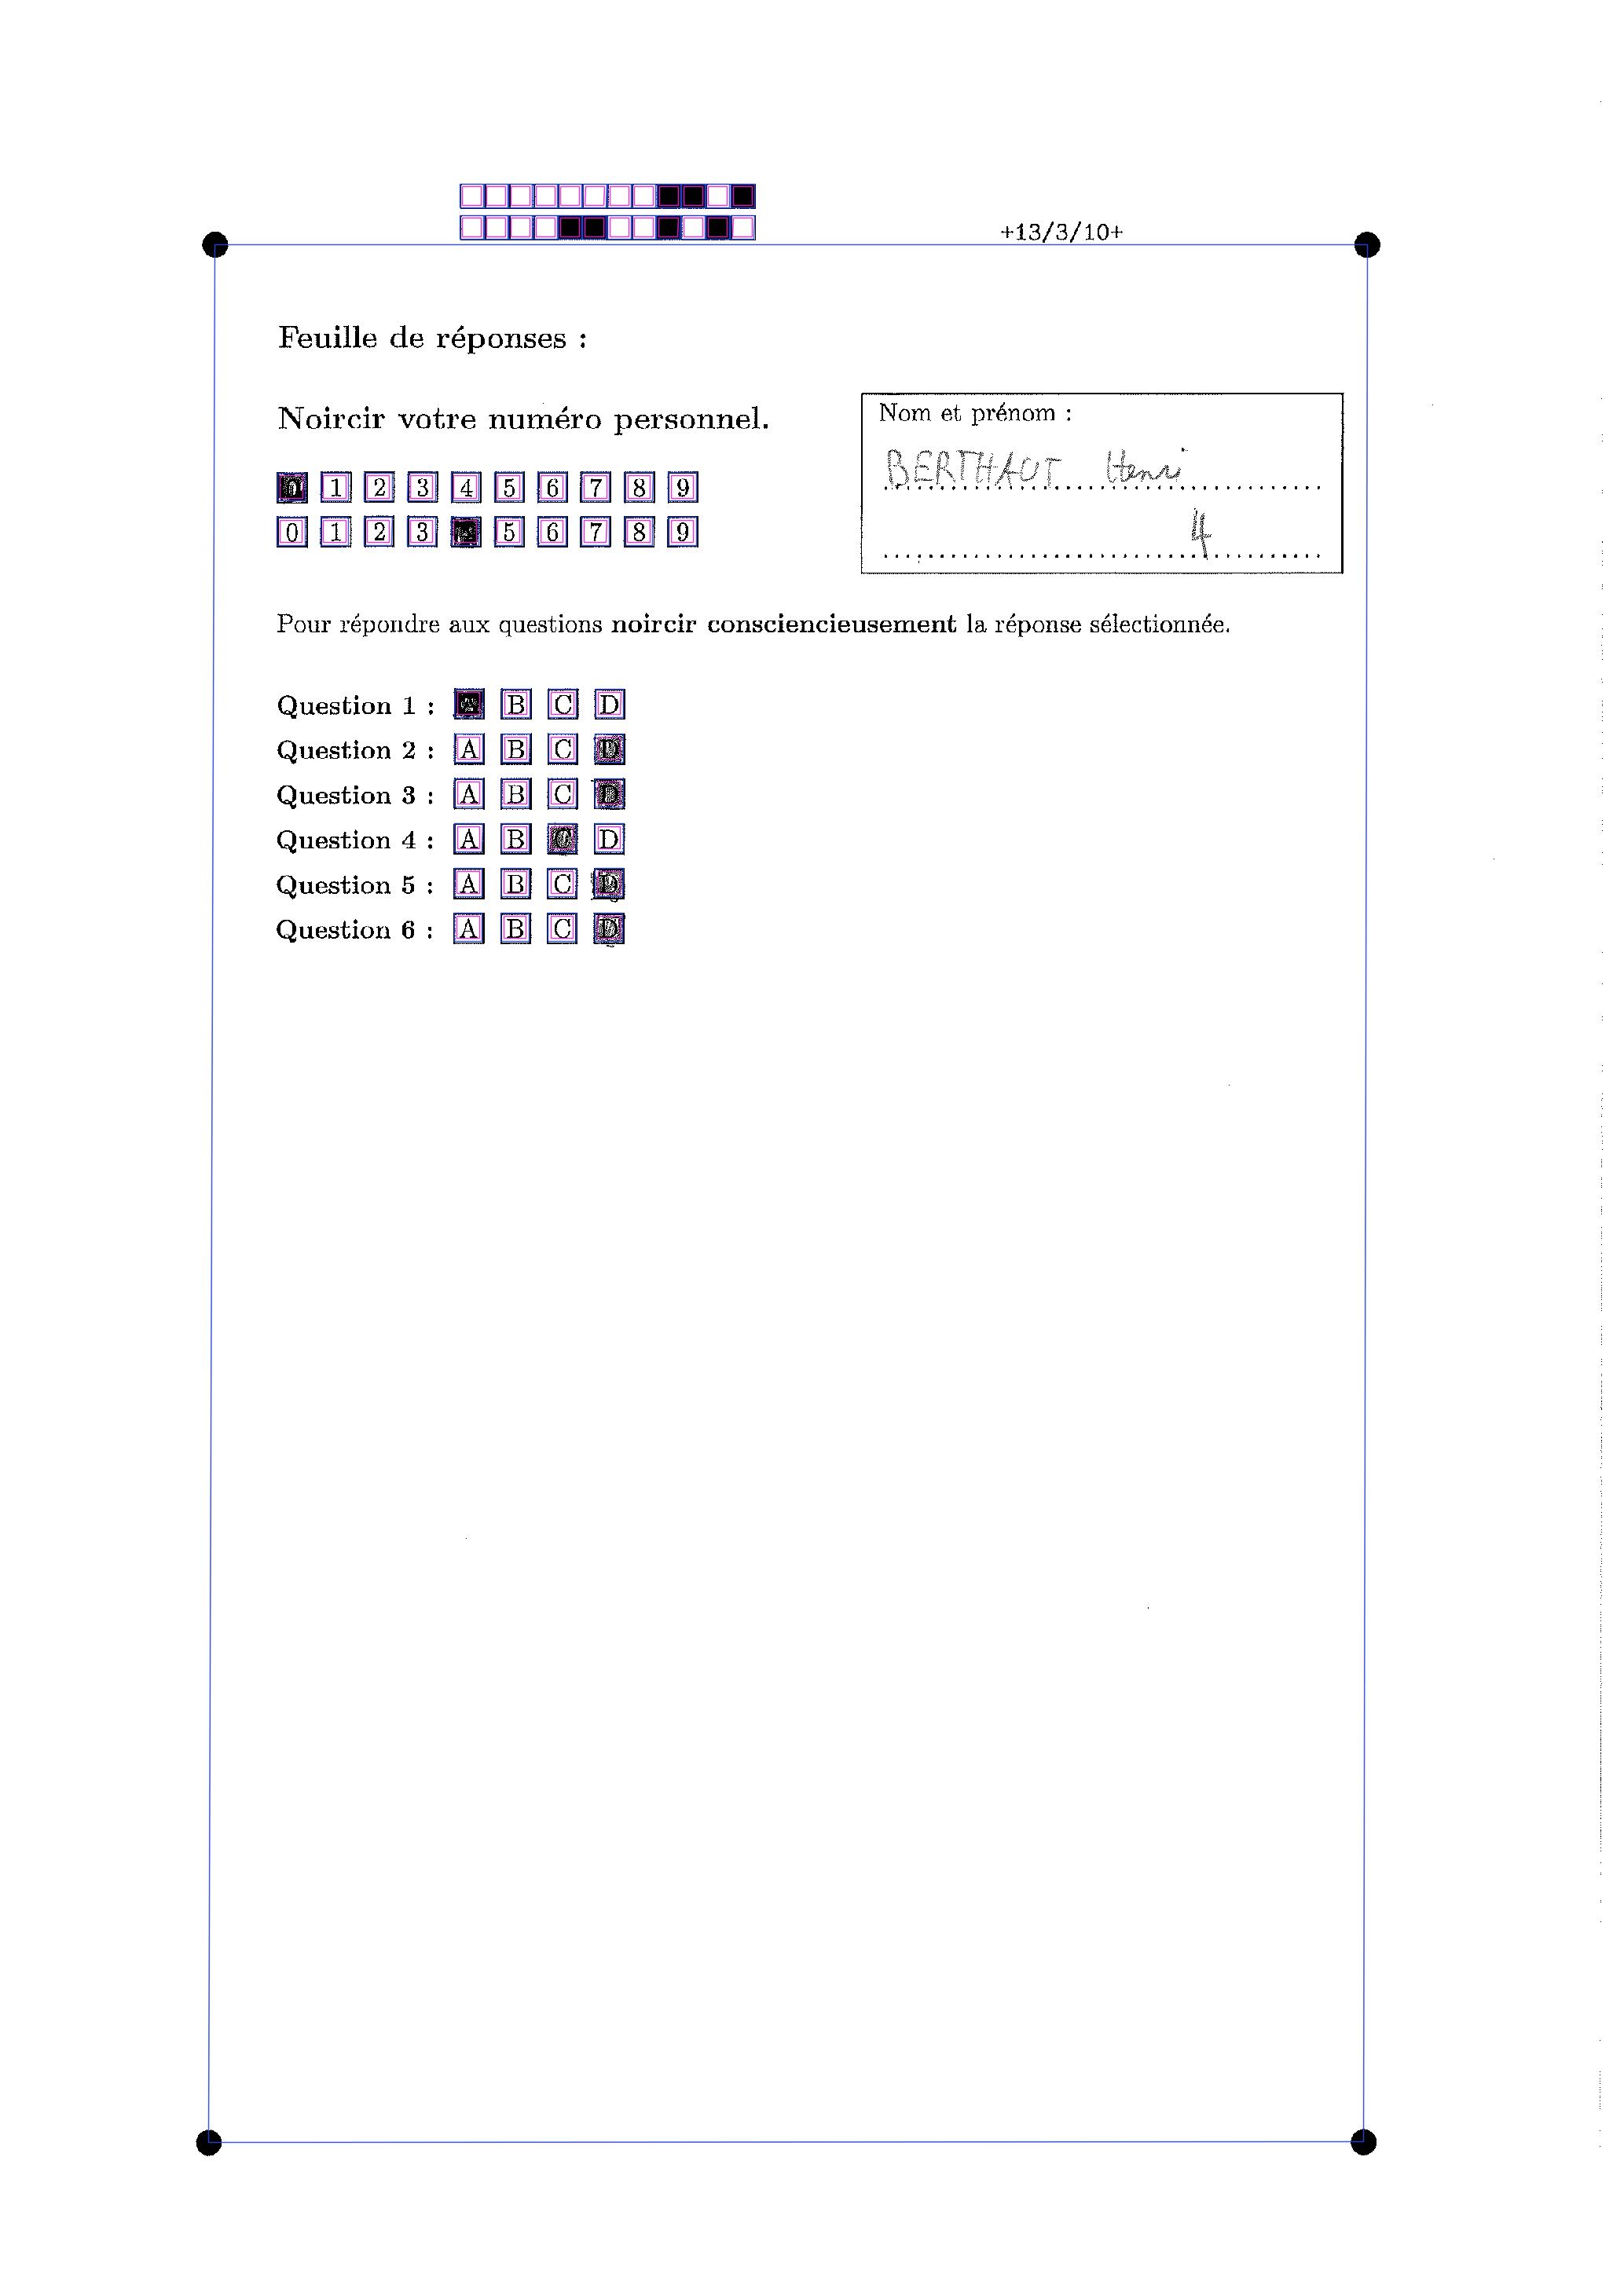 +13/3/10+
Feuille de réponses :
Noircir votre numéro personnel.
Nom et prénom :
BERTHAUT Henri
4
0 1 2 3 4 5 6 7 8 9
0 1 2 3 4 5 6 7 8 9
Pour répondre aux questions noircir consciencieusement la réponse sélectionnée.
Question 1 : A B C D
Question 2 : A B C D
Question 3 : A B C D
Question 4 : A B C D
Question 5 : A B C D
Question 6 : A B C D